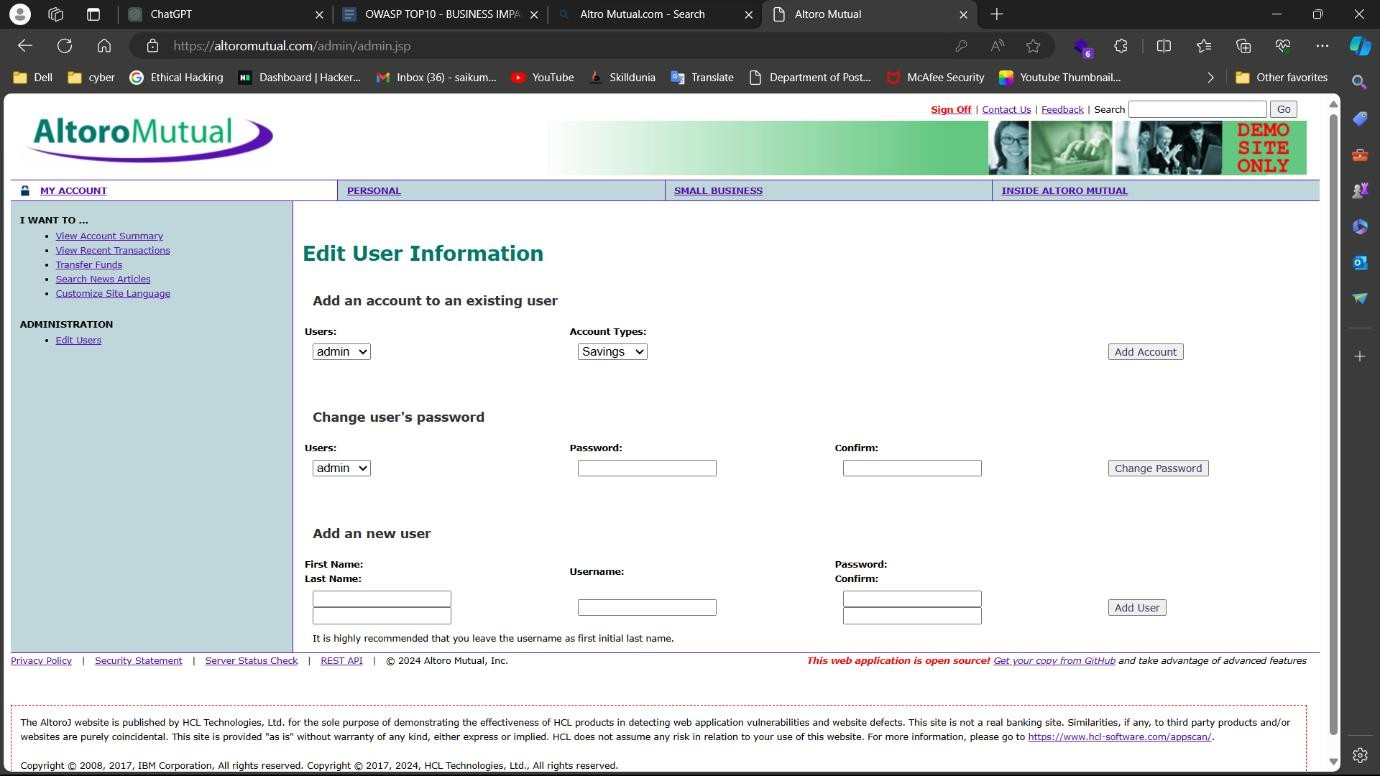 ChatGPT
OWASP TOP10 - BUSINESS IMPA
Altro Mutual.com - Search
Altoro Mutual
https://altoromutual.com/admin/admin.jsp
6
Dell
cyber
Ethical Hacking
Dashboard | Hacker...
Inbox (36) - saikum...
YouTube
Skilldunia
Translate
Department of Post...
McAfee Security
Youtube Thumbnail...
Other favorites
Sign Off | Contact Us | Feedback | Search
Go
AltoroMutual
DEMO
SITE
ONLY
MY ACCOUNT
PERSONAL
SMALL BUSINESS
INSIDE ALTORO MUTUAL
I WANT TO ...
• View Account Summary
• View Recent Transactions
• Transfer Funds
• Search News Articles
• Customize Site Language
ADMINISTRATION
• Edit Users
Edit User Information
Add an account to an existing user
Users:
Account Types:
admin
Savings
Add Account
Change user's password
Users:
Password:
Confirm:
admin
Change Password
Add an new user
First Name:
Last Name:
Username:
Password:
Confirm:
Add User
It is highly recommended that you leave the username as first initial last name.
Privacy Policy | Security Statement | Server Status Check | REST API | © 2024 Altoro Mutual, Inc.
This web application is open source! Get your copy from GitHub and take advantage of advanced features
The AltoroJ website is published by HCL Technologies, Ltd. for the sole purpose of demonstrating the effectiveness of HCL products in detecting web application vulnerabilities and website defects. This site is not a real banking site. Similarities, if any, to third party products and/or
websites are purely coincidental. This site is provided "as is" without warranty of any kind, either express or implied. HCL does not assume any risk in relation to your use of this website. For more information, please go to https://www.hcl-software.com/appscan/.
Copyright © 2008, 2017, IBM Corporation, All rights reserved. Copyright © 2017, 2024, HCL Technologies, Ltd., All rights reserved.